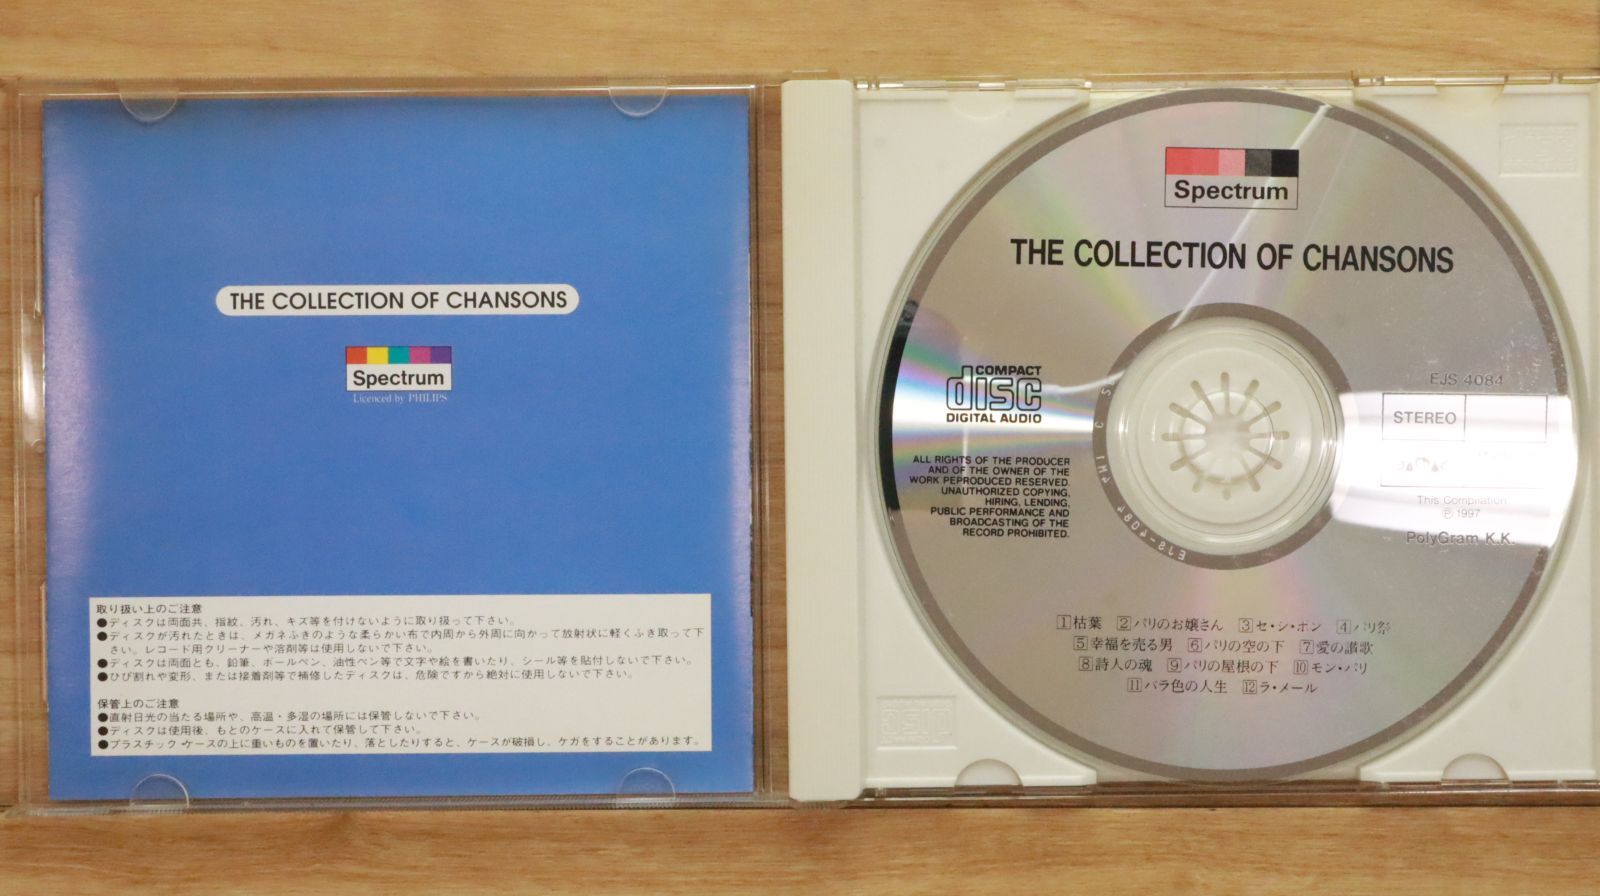 THE COLLECTION OF CHANSONS
Spectrum
Licenced by PHILIPS
取り扱い上のご注意
●ディスクは両面共、指紋、汚れ、キズ等を付けないように取り扱って下さい。
●ディスクが汚れたときは、メガネふきのような柔らかい布で内周から外周に向かって放射状に軽くふき取って下
さい。レコード用クリーナーや溶剤等は使用しないで下さい。
●ディスクは両面とも、鉛筆、ボールペン、油性ペン等で文字や絵を書いたり、シール等を貼付しないで下さい。
●ひび割れや変形、または接着剤等で補修したディスクは、危険ですから絶対に使用しないで下さい。
保管上のご注意
●直射日光の当たる場所や、高温・多湿の場所には保管しないで下さい。
●ディスクは使用後、もとのケースに入れて保管して下さい。
●プラスチック・ケースの上に重いものを置いたり、落としたりすると、ケースが破損し、ケガをすることがあります。
Spectrum
THE COLLECTION OF CHANSONS
COMPACT
disc
DIGITAL AUDIO
ALL RIGHTS OF THE PRODUCER
AND OF THE OWNER OF THE
WORK PEPRODUCED RESERVED.
UNAUTHORIZED COPYING,
HIRING, LENDING,
PUBLIC PERFORMANCE AND
BROADCASTING OF THE
RECORD PROHIBITED.
EJS 4084
STEREO
This Compilation
Ⓟ 1997
PolyGram K.K.
EJS-4084
1 枯葉 2 パリのお嬢さん 3 セ・シ・ボン 4 パリ祭
5 幸福を売る男 6 パリの空の下 7 愛の讃歌
8 詩人の魂 9 パリの屋根の下 10 モン・パリ
11 バラ色の人生 12 ラ・メール